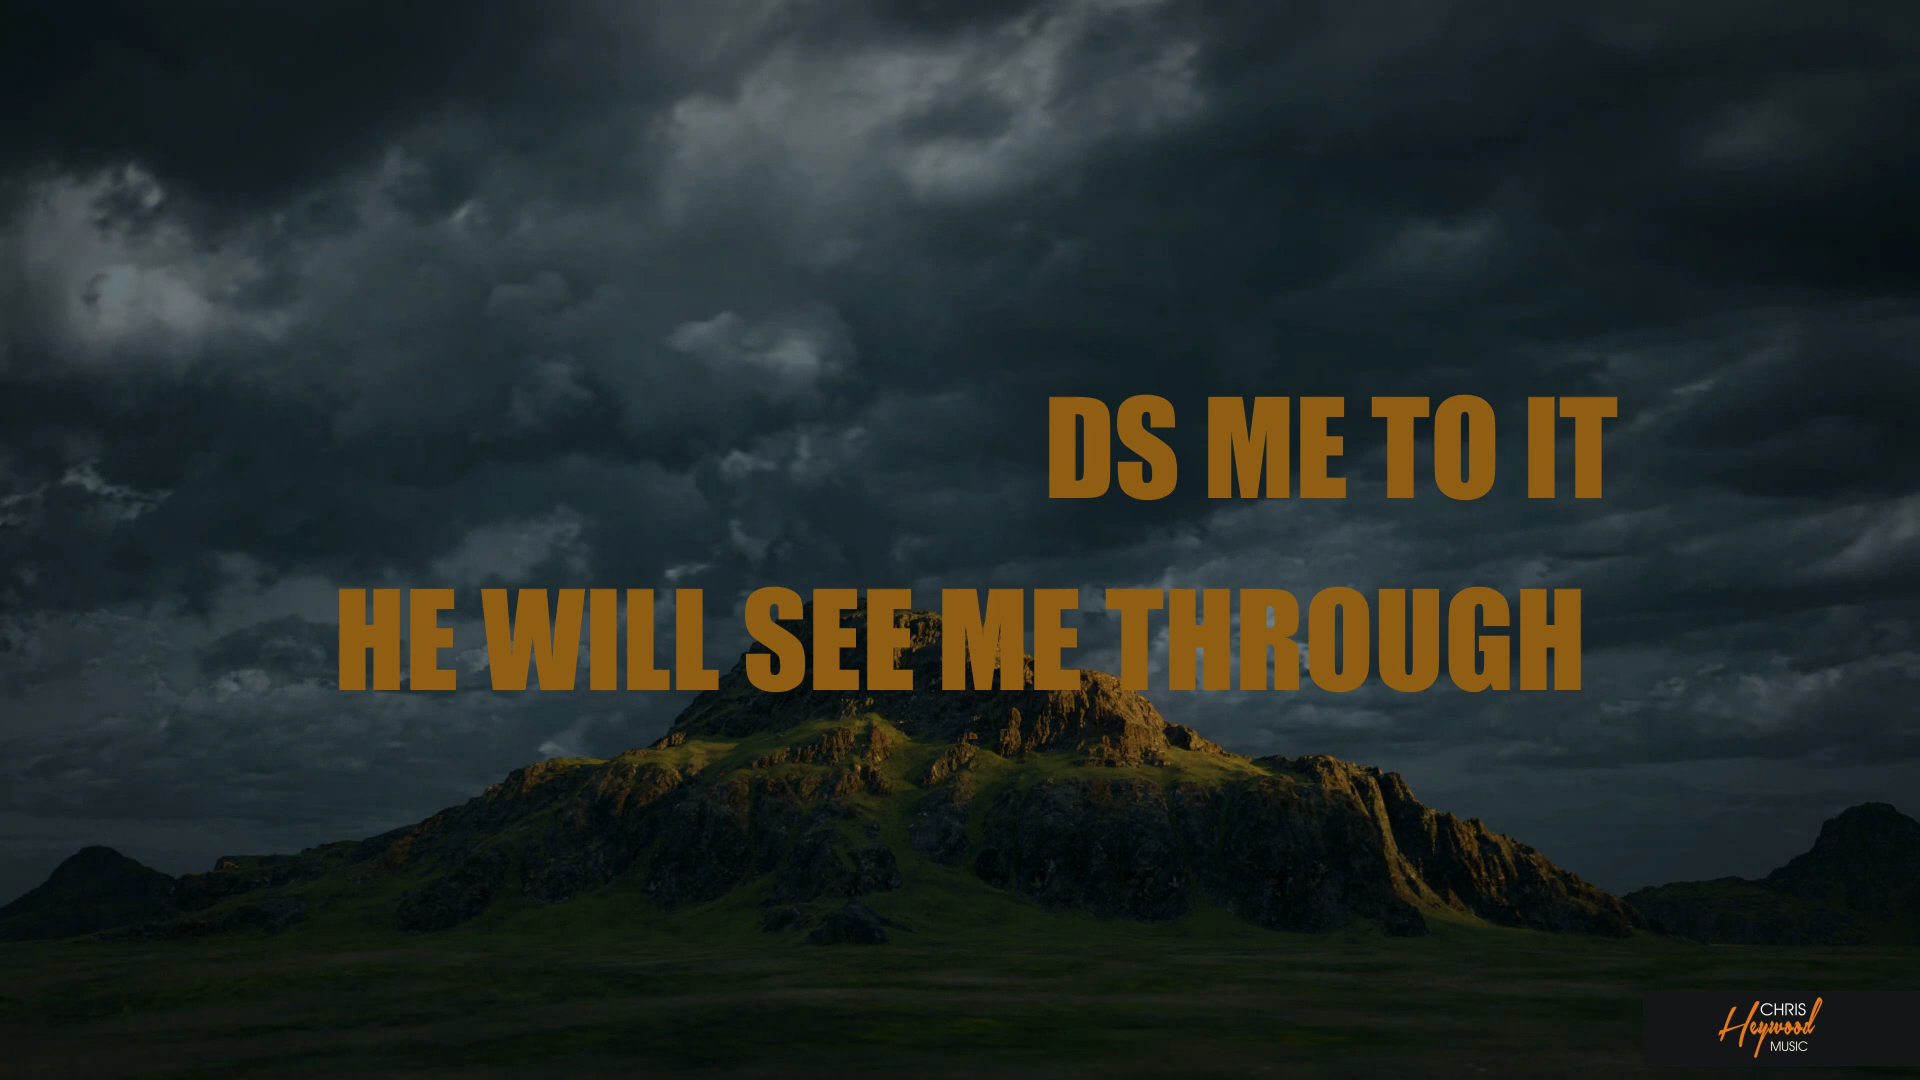 DS ME TO IT
HE WILL SEE ME THROUGH
CHRIS
Heywood
MUSIC